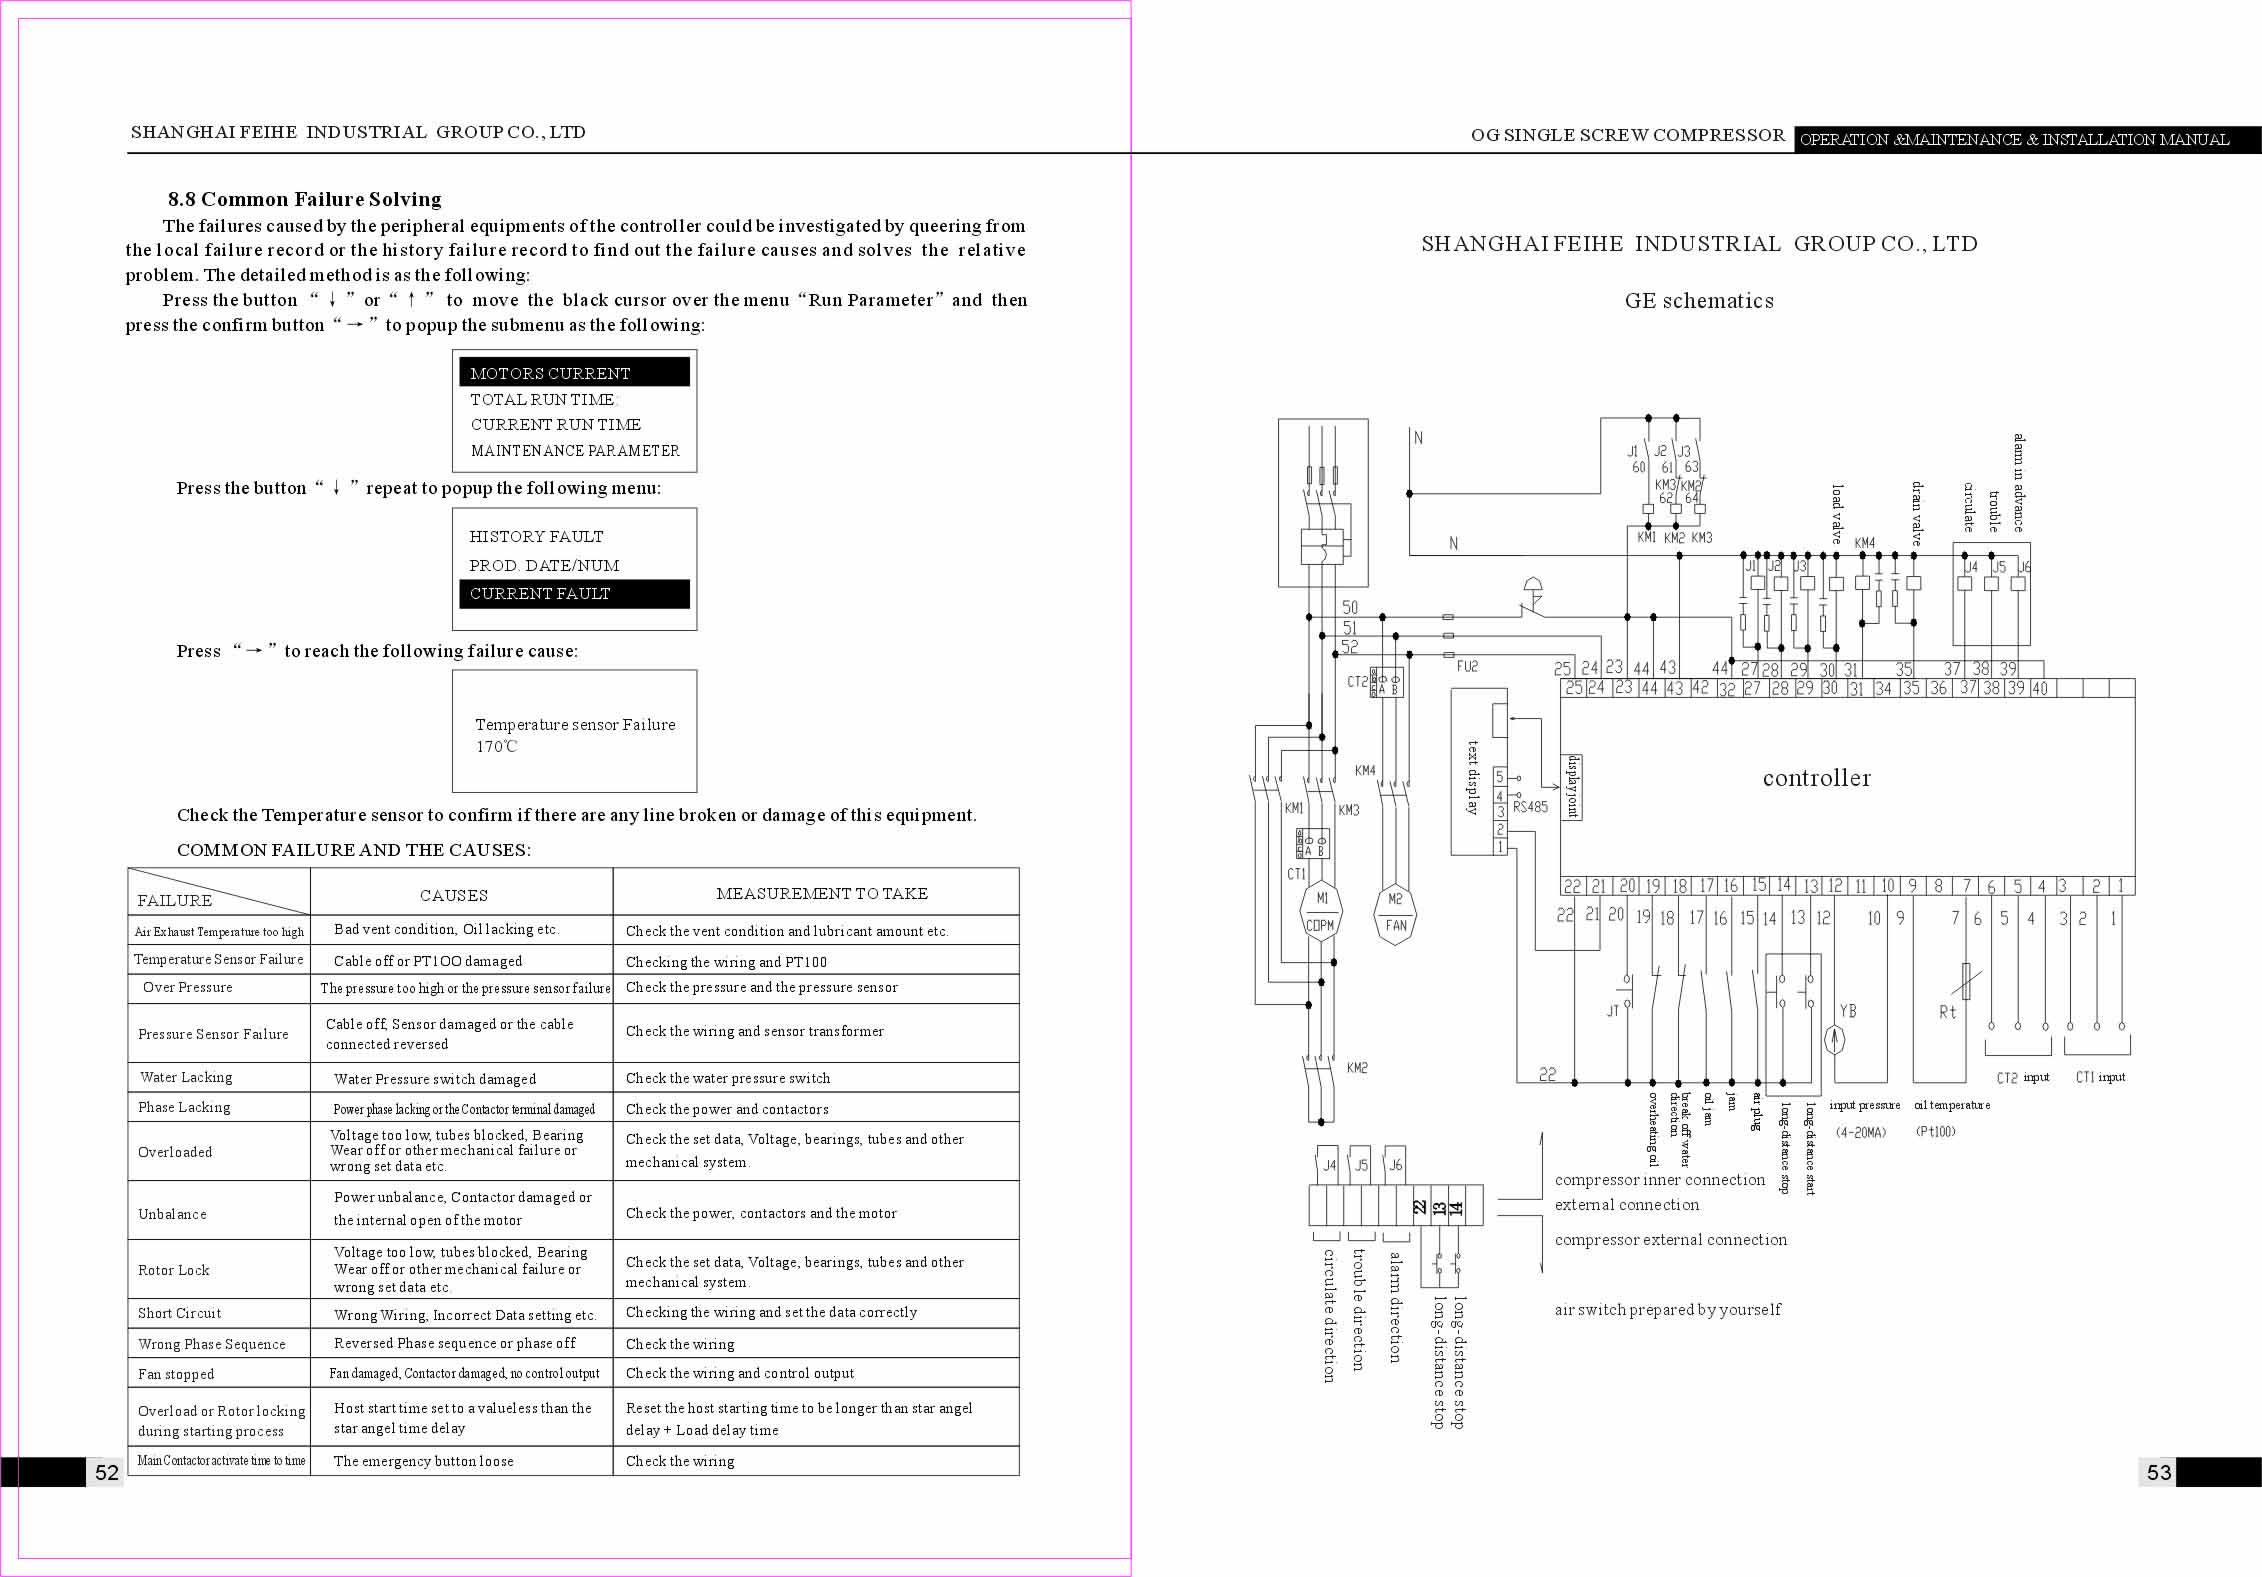 SHANGHAI FEIHE INDUSTRIAL GROUP CO., LTD
8.8 Common Failure Solving
The failures caused by the peripheral equipments of the controller could be investigated by queering from
the local failure record or the history failure record to find out the failure causes and solves the relative
problem. The detailed method is as the following:
Press the button “↓” or “↑” to move the black cursor over the menu “Run Parameter” and then
press the confirm button “→” to popup the submenu as the following:
MOTORS CURRENT
TOTAL RUN TIME:
CURRENT RUN TIME
MAINTENANCE PARAMETER
Press the button “↓” repeat to popup the following menu:
HISTORY FAULT
PROD. DATE/NUM
CURRENT FAULT
Press “→” to reach the following failure cause:
Temperature sensor Failure
170℃
Check the Temperature sensor to confirm if there are any line broken or damage of this equipment.
COMMON FAILURE AND THE CAUSES:
FAILURE CAUSES MEASUREMENT TO TAKE
Air Exhaust Temperature too high Bad vent condition, Oil lacking etc. Check the vent condition and lubricant amount etc.
Temperature Sensor Failure Cable off or PT1OO damaged Checking the wiring and PT100
Over Pressure The pressure too high or the pressure sensor failure Check the pressure and the pressure sensor
Pressure Sensor Failure
Cable off, Sensor damaged or the cable
connected reversed
Check the wiring and sensor transformer
Water Lacking Water Pressure switch damaged Check the water pressure switch
Phase Lacking Power phase lacking or the Contactor terminal damaged Check the power and contactors
Overloaded
Voltage too low, tubes blocked, Bearing
Wear off or other mechanical failure or
wrong set data etc.
Check the set data, Voltage, bearings, tubes and other
mechanical system.
Unbalance
Power unbalance, Contactor damaged or
the internal open of the motor
Check the power, contactors and the motor
Rotor Lock
Voltage too low, tubes blocked, Bearing
Wear off or other mechanical failure or
wrong set data etc.
Check the set data, Voltage, bearings, tubes and other
mechanical system.
Short Circuit Wrong Wiring, Incorrect Data setting etc. Checking the wiring and set the data correctly
Wrong Phase Sequence Reversed Phase sequence or phase off Check the wiring
Fan stopped Fan damaged, Contactor damaged, no control output Check the wiring and control output
Overload or Rotor locking
during starting process
Host start time set to a valueless than the
star angel time delay
Reset the host starting time to be longer than star angel
delay + Load delay time
Main Contactor activate time to time The emergency button loose Check the wiring
52
OG SINGLE SCREW COMPRESSOR OPERATION &MAINTENANCE & INSTALLATION MANUAL
SHANGHAI FEIHE INDUSTRIAL GROUP CO., LTD
GE schematics
N
J1 J2 J3
60 61 63
KM3 KM2
62 64
KM1 KM2 KM3
N
load valve
KM4
drain valve
circulate
trouble
alarm in advance
J1 J2 J3
J4 J5 J6
50
51
52
FU2
CT2
A B
25 24 23 44 43 44 27 28 29 30 31 35 37 38 39
25 24 23 44 43 42 32 27 28 29 30 31 34 35 36 37 38 39 40
text display
5
4
3
2
1
RS485
display joint
controller
KM4
KM1 KM3
A B
CT1
M1
COPM
M2
FAN
22 21 20 19 18 17 16 15 14 13 12 11 10 9 8 7 6 5 4 3 2 1
22 21 20 19 18 17 16 15 14 13 12 10 9 7 6 5 4 3 2 1
JT
YB
Rt
KM2
22
CT2 input CT1 input
overheating oil
break off water
direction
oil jam
jam
air plug
long-distance stop
long-distance start
input pressure
(4-20MA)
oil temperature
(Pt100)
J4 J5 J6
22 13 14
compressor inner connection
external connection
compressor external connection
air switch prepared by yourself
circulate direction
trouble direction
alarm direction
long-distance stop
long-distance stop
53